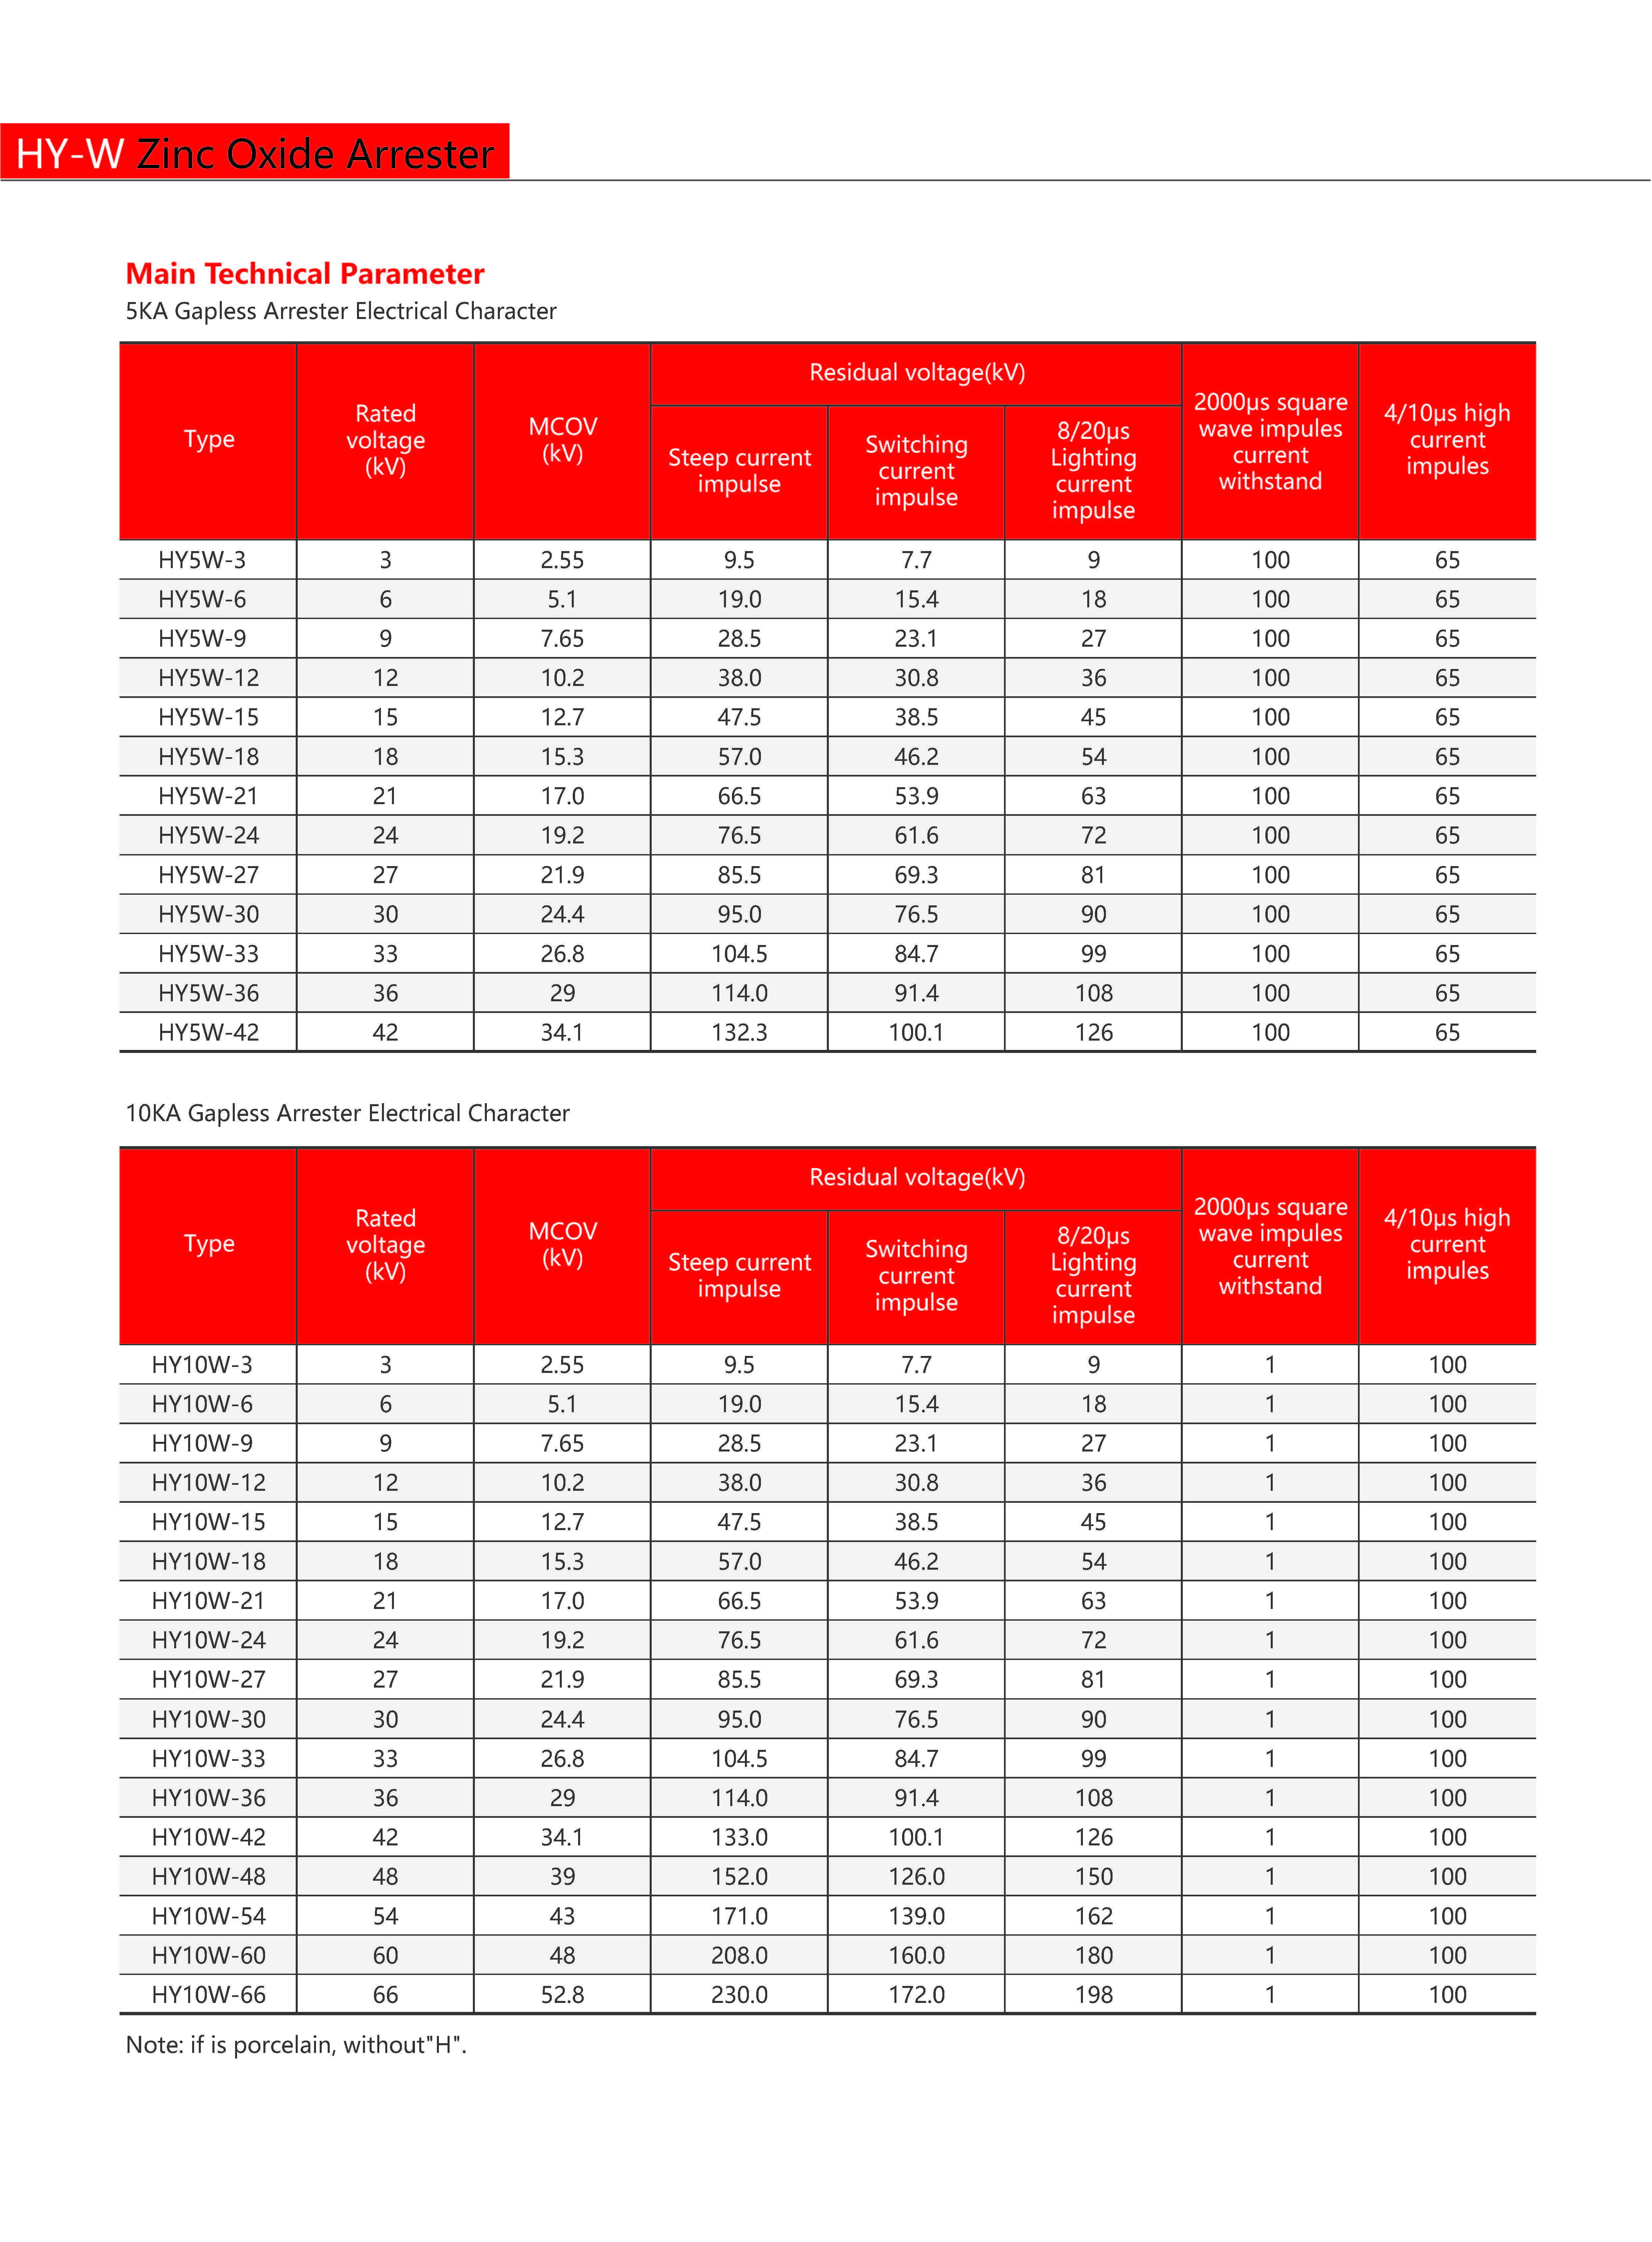 HY-W Zinc Oxide Arrester
Main Technical Parameter
5KA Gapless Arrester Electrical Character
Type
Rated
voltage
(kV)
MCOV
(kV)
Residual voltage(kV)
Steep current
impulse
Switching
current
impulse
8/20μs
Lighting
current
impulse
2000μs square
wave impules
current
withstand
4/10μs high
current
impules
HY5W-3 3 2.55 9.5 7.7 9 100 65
HY5W-6 6 5.1 19.0 15.4 18 100 65
HY5W-9 9 7.65 28.5 23.1 27 100 65
HY5W-12 12 10.2 38.0 30.8 36 100 65
HY5W-15 15 12.7 47.5 38.5 45 100 65
HY5W-18 18 15.3 57.0 46.2 54 100 65
HY5W-21 21 17.0 66.5 53.9 63 100 65
HY5W-24 24 19.2 76.5 61.6 72 100 65
HY5W-27 27 21.9 85.5 69.3 81 100 65
HY5W-30 30 24.4 95.0 76.5 90 100 65
HY5W-33 33 26.8 104.5 84.7 99 100 65
HY5W-36 36 29 114.0 91.4 108 100 65
HY5W-42 42 34.1 132.3 100.1 126 100 65
10KA Gapless Arrester Electrical Character
Type
Rated
voltage
(kV)
MCOV
(kV)
Residual voltage(kV)
Steep current
impulse
Switching
current
impulse
8/20μs
Lighting
current
impulse
2000μs square
wave impules
current
withstand
4/10μs high
current
impules
HY10W-3 3 2.55 9.5 7.7 9 1 100
HY10W-6 6 5.1 19.0 15.4 18 1 100
HY10W-9 9 7.65 28.5 23.1 27 1 100
HY10W-12 12 10.2 38.0 30.8 36 1 100
HY10W-15 15 12.7 47.5 38.5 45 1 100
HY10W-18 18 15.3 57.0 46.2 54 1 100
HY10W-21 21 17.0 66.5 53.9 63 1 100
HY10W-24 24 19.2 76.5 61.6 72 1 100
HY10W-27 27 21.9 85.5 69.3 81 1 100
HY10W-30 30 24.4 95.0 76.5 90 1 100
HY10W-33 33 26.8 104.5 84.7 99 1 100
HY10W-36 36 29 114.0 91.4 108 1 100
HY10W-42 42 34.1 133.0 100.1 126 1 100
HY10W-48 48 39 152.0 126.0 150 1 100
HY10W-54 54 43 171.0 139.0 162 1 100
HY10W-60 60 48 208.0 160.0 180 1 100
HY10W-66 66 52.8 230.0 172.0 198 1 100
Note: if is porcelain, without"H".